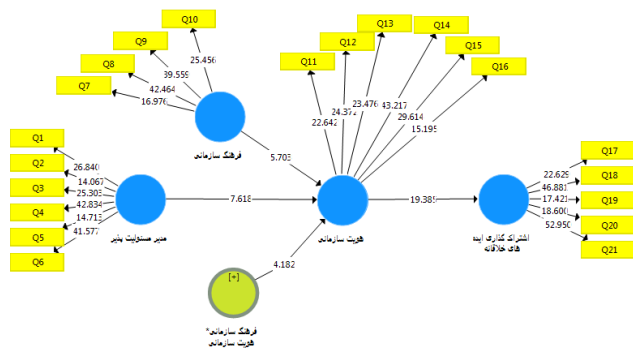 Q10
Q9
Q8
Q7
25.456
39.559
42.464
16.976
فرهنگ سازمانی
Q11
Q12
Q13
Q14
Q15
Q16
22.642
24.372
23.476
43.217
29.614
15.195
Q1
Q2
Q3
Q4
Q5
Q6
26.840
14.067
25.303
42.834
14.713
41.577
مدیر مسئولیت پذیر
5.703
7.618
4.182
هویت سازمانی
19.385
[+]
فرهنگ سازمانی*
هویت سازمانی
Q17
Q18
Q19
Q20
Q21
22.629
46.881
17.421
18.600
52.950
اشتراک گذاری ایده
های خلاقانه